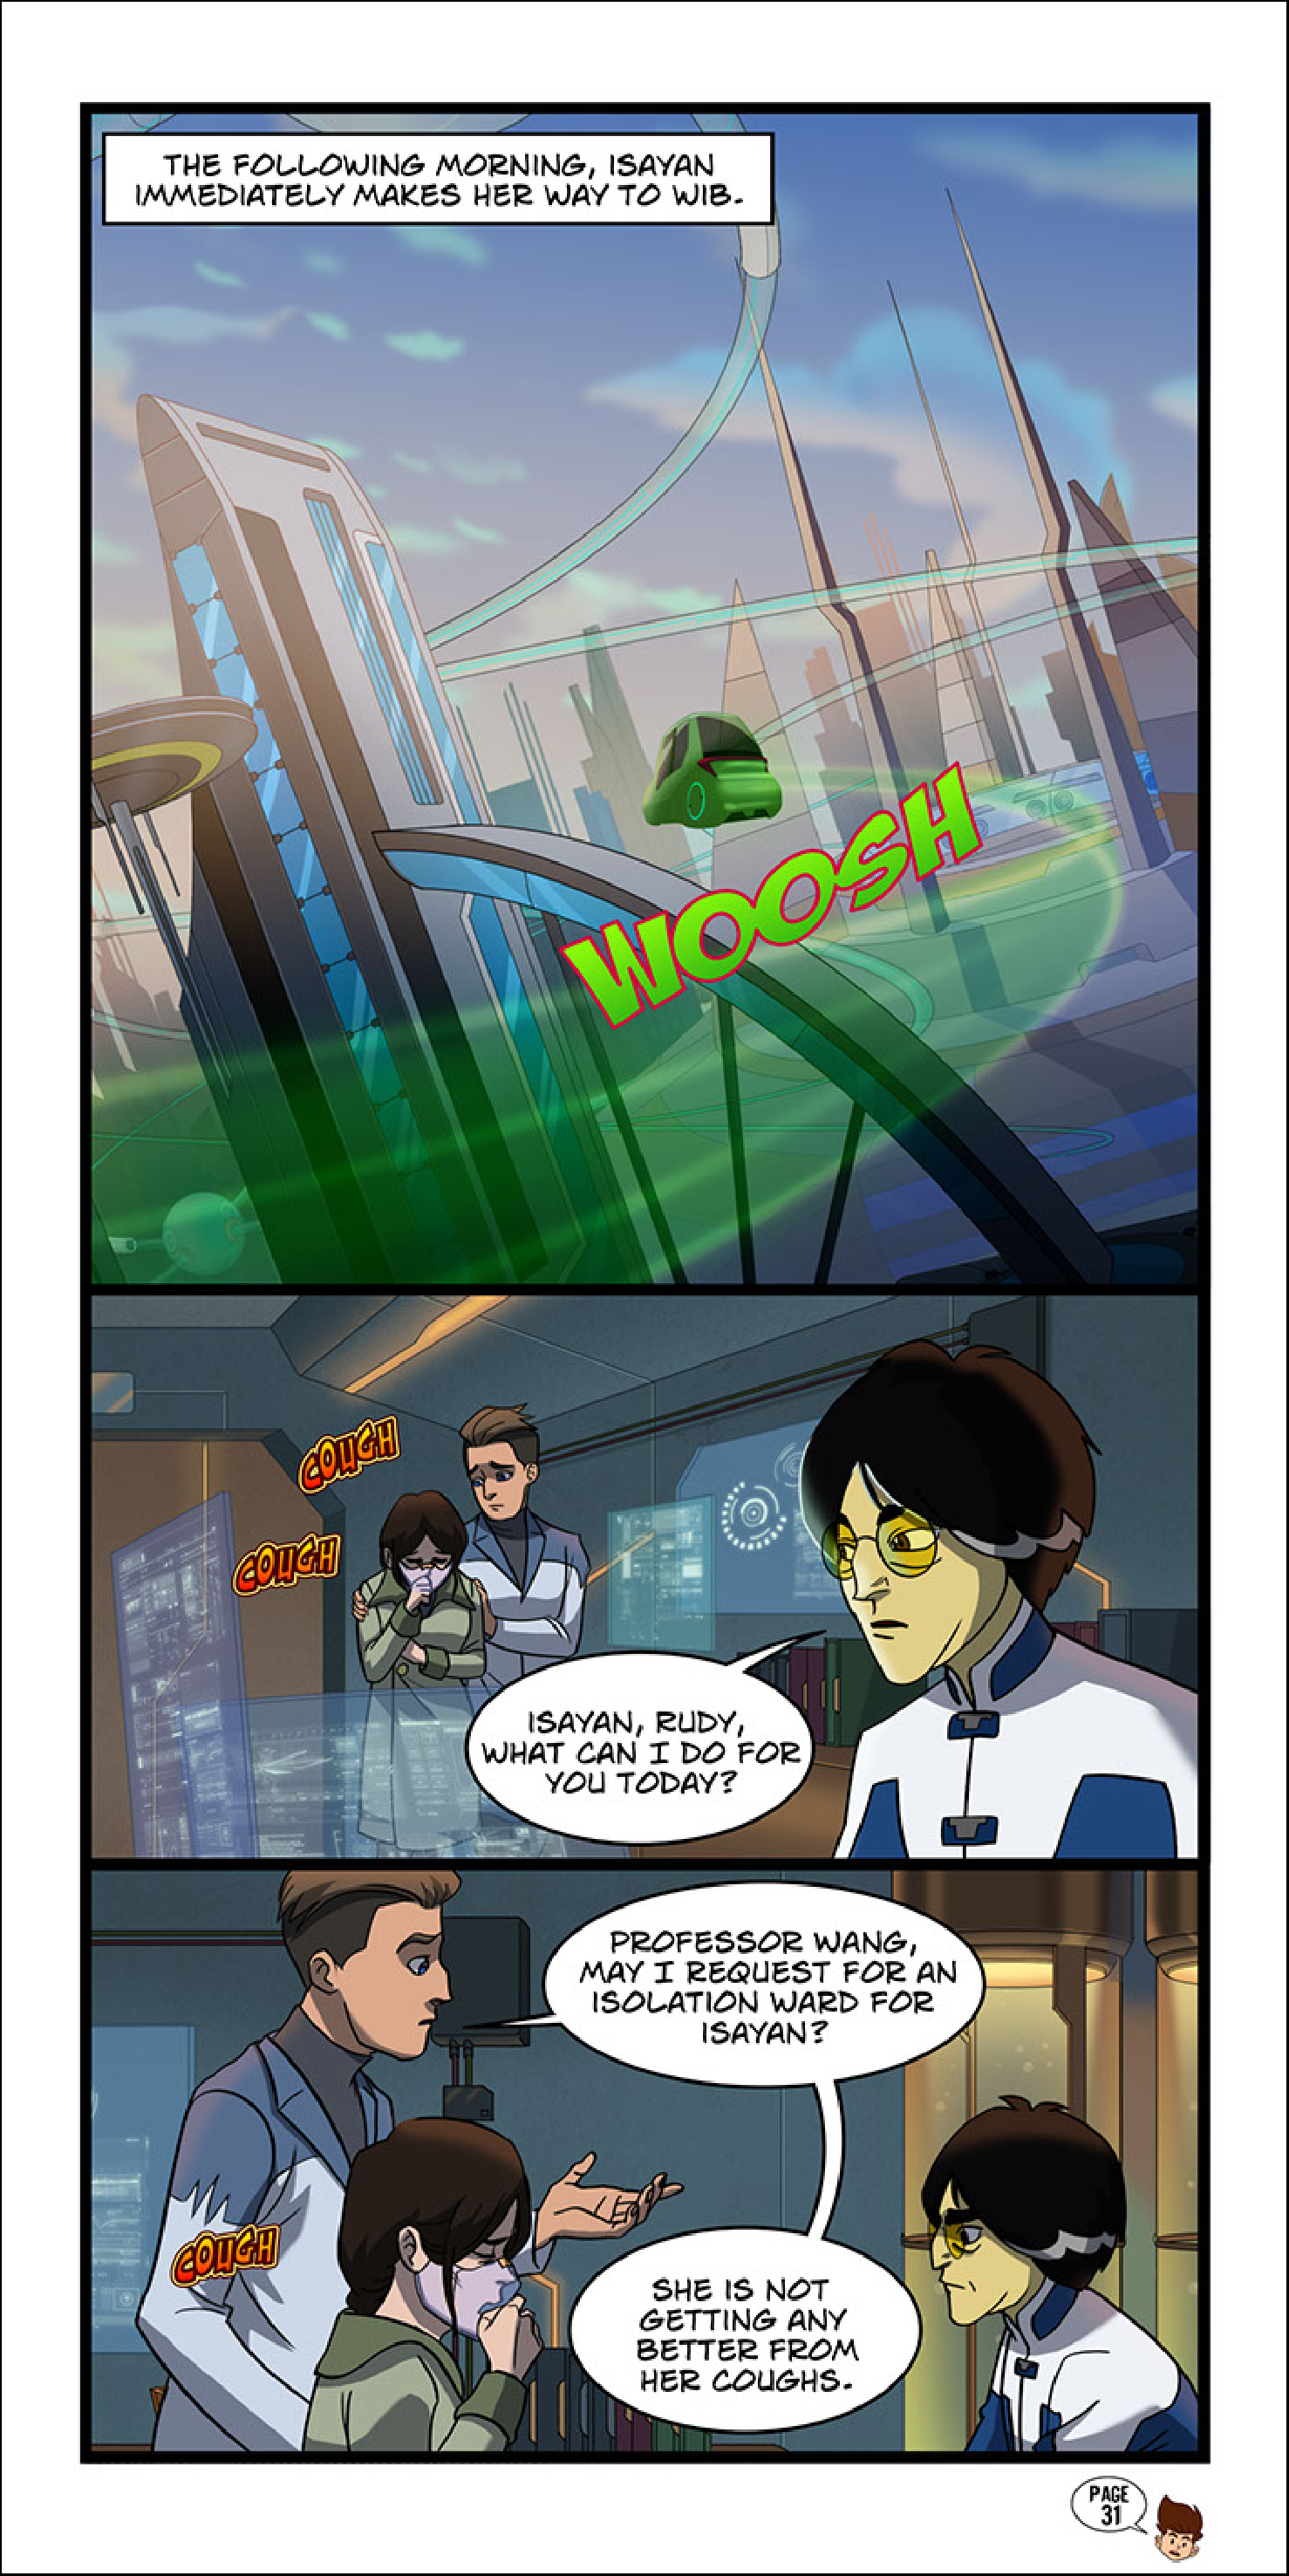 THE FOLLOWING MORNING, ISAYAN
IMMEDIATELY MAKES HER WAY TO WIB.
WOOSH
COUGH
COUGH
ISAYAN, RUDY,
WHAT CAN I DO FOR
YOU TODAY?
PROFESSOR WANG,
MAY I REQUEST FOR AN
ISOLATION WARD FOR
ISAYAN?
COUGH
SHE IS NOT
GETTING ANY
BETTER FROM
HER COUGHS.
PAGE
31